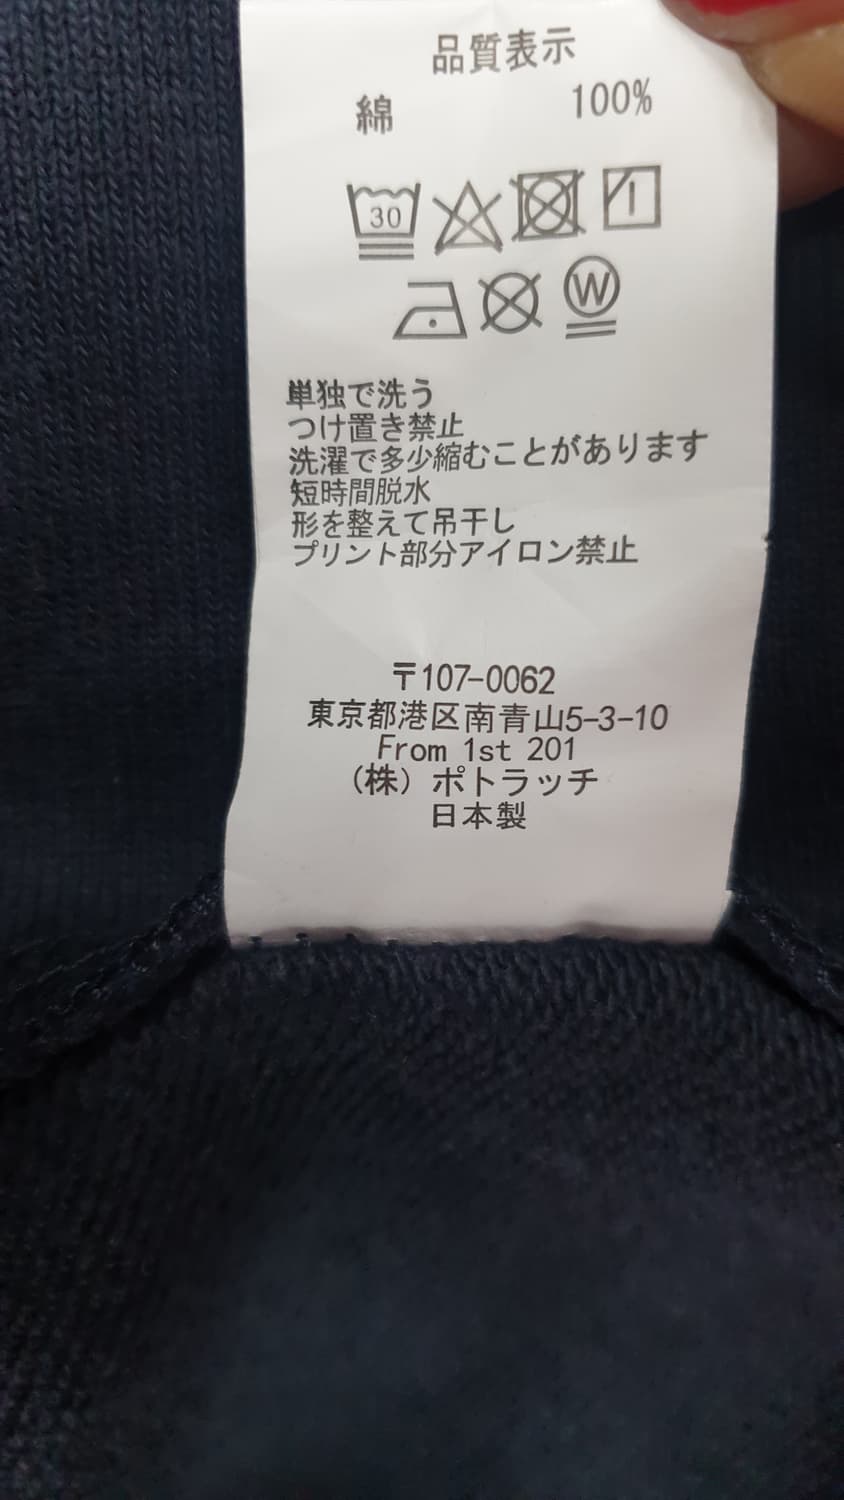 品質表示
綿 100%
30
W
単独で洗う
つけ置き禁止
洗濯で多少縮むことがあります
短時間脱水
形を整えて吊干し
プリント部分アイロン禁止
〒107-0062
東京都港区南青山5-3-10
From 1st 201
(株)ポトラッチ
日本製